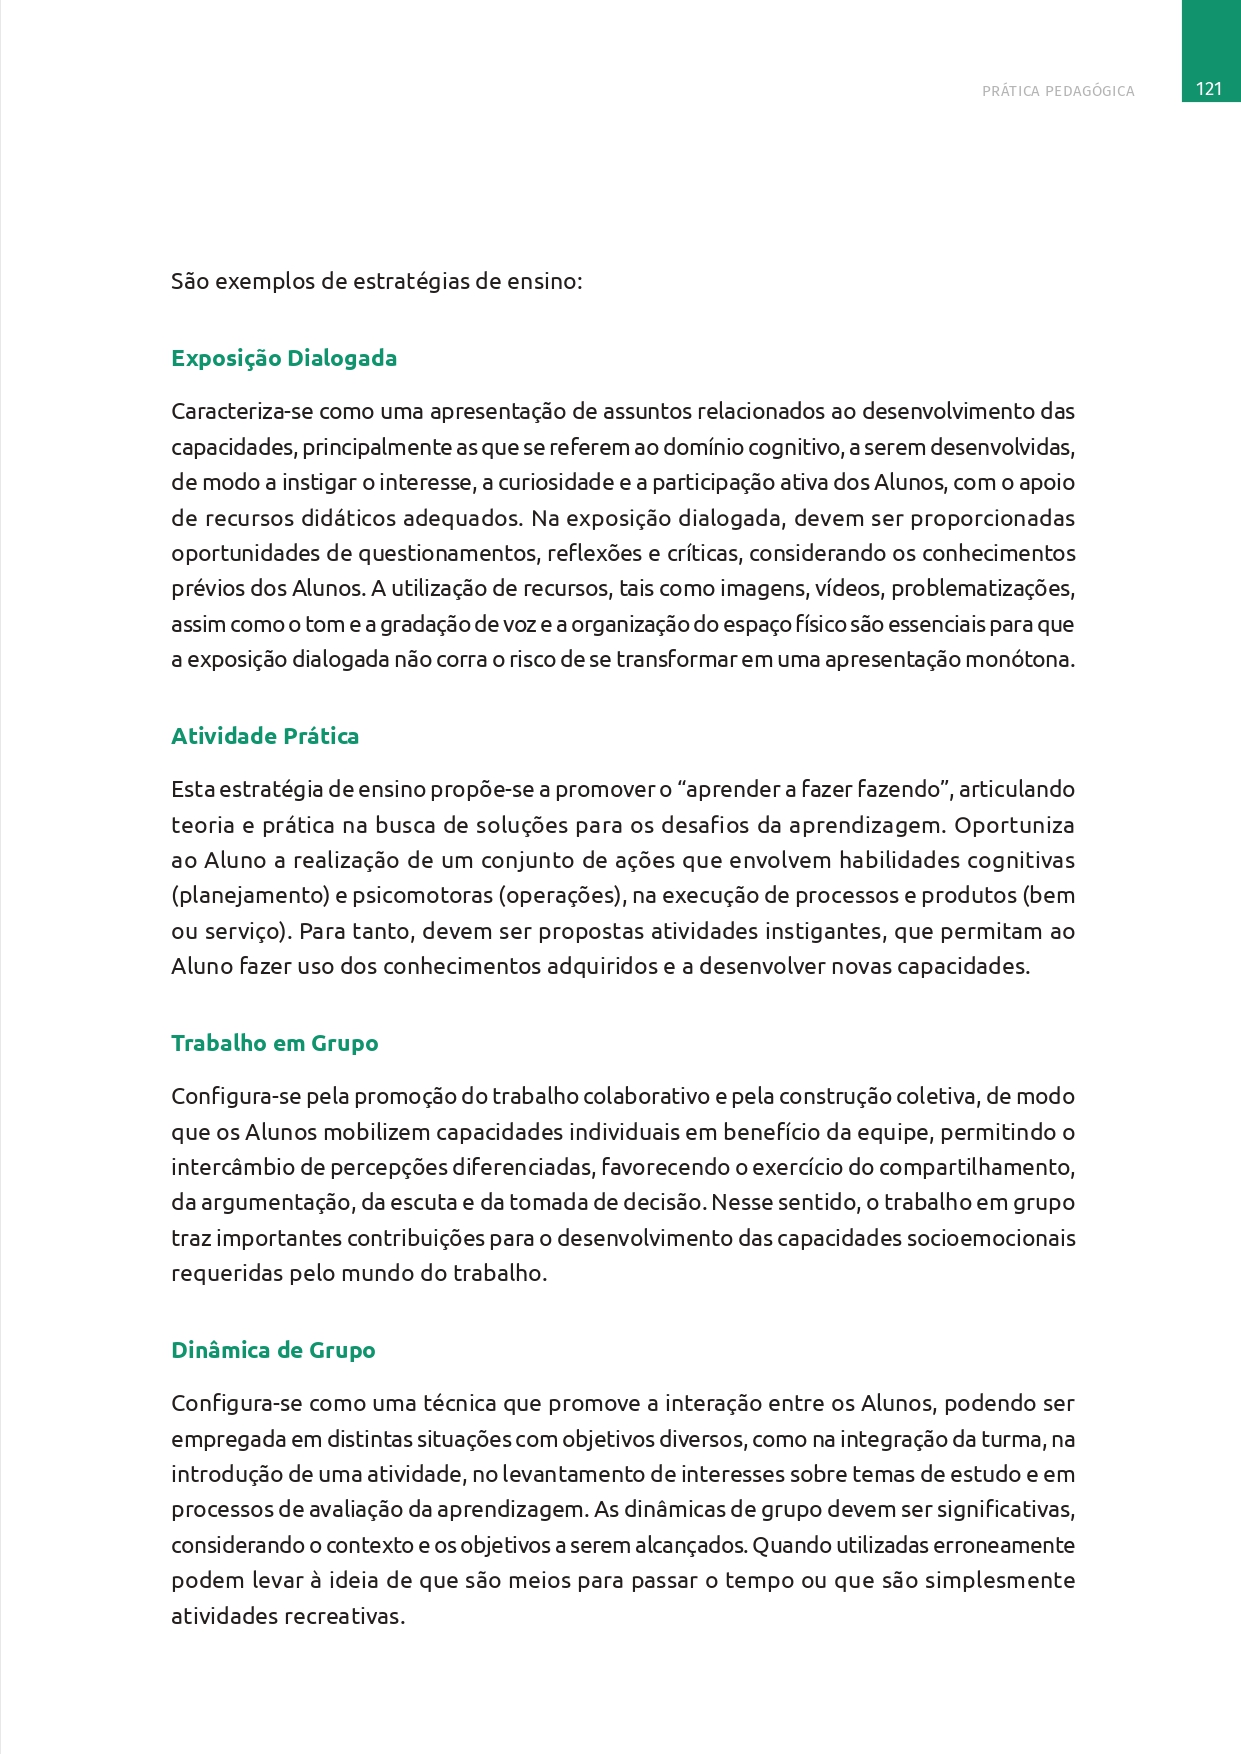 PRÁTICA PEDAGÓGICA 121
São exemplos de estratégias de ensino:
Exposição Dialogada
Caracteriza-se como uma apresentação de assuntos relacionados ao desenvolvimento das
capacidades, principalmente as que se referem ao domínio cognitivo, a serem desenvolvidas,
de modo a instigar o interesse, a curiosidade e a participação ativa dos Alunos, com o apoio
de recursos didáticos adequados. Na exposição dialogada, devem ser proporcionadas
oportunidades de questionamentos, reflexões e críticas, considerando os conhecimentos
prévios dos Alunos. A utilização de recursos, tais como imagens, vídeos, problematizações,
assim como o tom e a gradação de voz e a organização do espaço físico são essenciais para que
a exposição dialogada não corra o risco de se transformar em uma apresentação monótona.
Atividade Prática
Esta estratégia de ensino propõe-se a promover o “aprender a fazer fazendo”, articulando
teoria e prática na busca de soluções para os desafios da aprendizagem. Oportuniza
ao Aluno a realização de um conjunto de ações que envolvem habilidades cognitivas
(planejamento) e psicomotoras (operações), na execução de processos e produtos (bem
ou serviço). Para tanto, devem ser propostas atividades instigantes, que permitam ao
Aluno fazer uso dos conhecimentos adquiridos e a desenvolver novas capacidades.
Trabalho em Grupo
Configura-se pela promoção do trabalho colaborativo e pela construção coletiva, de modo
que os Alunos mobilizem capacidades individuais em benefício da equipe, permitindo o
intercâmbio de percepções diferenciadas, favorecendo o exercício do compartilhamento,
da argumentação, da escuta e da tomada de decisão. Nesse sentido, o trabalho em grupo
traz importantes contribuições para o desenvolvimento das capacidades socioemocionais
requeridas pelo mundo do trabalho.
Dinâmica de Grupo
Configura-se como uma técnica que promove a interação entre os Alunos, podendo ser
empregada em distintas situações com objetivos diversos, como na integração da turma, na
introdução de uma atividade, no levantamento de interesses sobre temas de estudo e em
processos de avaliação da aprendizagem. As dinâmicas de grupo devem ser significativas,
considerando o contexto e os objetivos a serem alcançados. Quando utilizadas erroneamente
podem levar à ideia de que são meios para passar o tempo ou que são simplesmente
atividades recreativas.